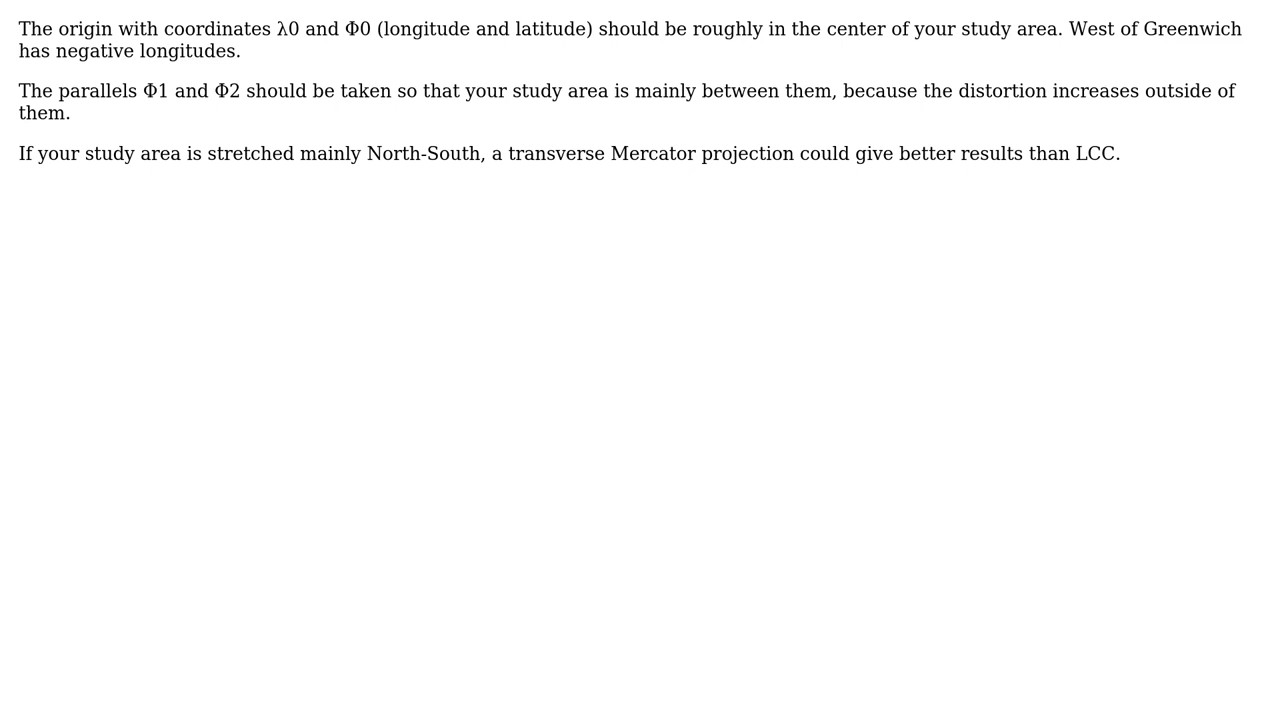 The origin with coordinates λ0 and Φ0 (longitude and latitude) should be roughly in the center of your study area. West of Greenwich
has negative longitudes.
The parallels Φ1 and Φ2 should be taken so that your study area is mainly between them, because the distortion increases outside of
them.
If your study area is stretched mainly North-South, a transverse Mercator projection could give better results than LCC.